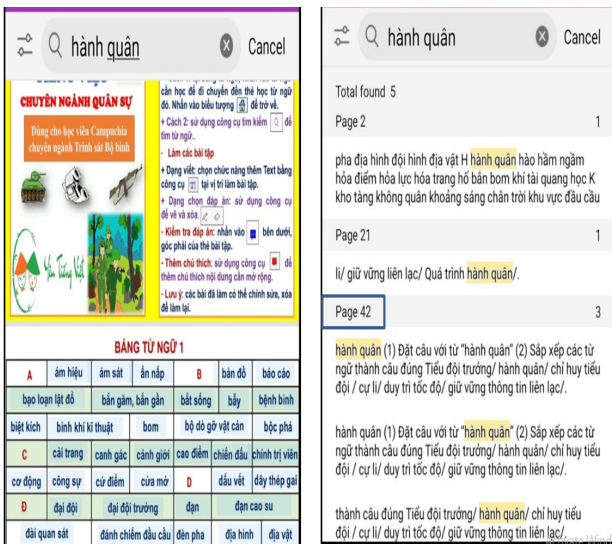 hành quân
Cancel
CHUYÊN NGÀNH QUÂN SỰ
Dùng cho học viên Campuchia
chuyên ngành Trinh sát Bộ binh
Yêu Tiếng Việt
cần học để di chuyển đến thẻ học từ ngữ
đó. Nhấn vào biểu tượng để trở về.
+ Cách 2: sử dụng công cụ tìm kiếm để
tìm từ ngữ..
- Làm các bài tập
+ Dạng viết: chọn chức năng thêm Text bằng
công cụ tại vị trí làm bài tập.
+ Dạng chọn đáp án: sử dụng công cụ
để vẽ và xóa.
- Kiểm tra đáp án: nhấn vào bên dưới,
góc phải của thẻ bài tập.
- Thêm chú thích: sử dụng công cụ để
thêm chú thích nội dung cần mở rộng.
- Lưu ý: các bài đã làm có thể chỉnh sửa, xóa
để làm lại.
BẢNG TỪ NGỮ 1
A ám hiệu ám sát ẩn nấp B bản đồ báo cáo
bạo loạn lật đổ bắn găm, bắn gần bắt sống bẫy bệnh binh
biệt kích binh khí kĩ thuật bom bộ dò gỡ vật cản bộc phá
C cải trang canh gác cảnh giới cao điểm chiến đấu chính trị viên
cơ động công sự cứ điểm cửa mở D dấu vết dây thép gai
Đ đại đội đại đội trưởng đạn đạn cao su
đài quan sát đánh chiếm đầu cầu đèn pha địa hình địa vật
hành quân
Cancel
Total found 5
Page 2 1
pha địa hình đội hình địa vật H hành quân hào hầm ngầm
hỏa điểm hỏa lực hóa trang hố bắn bom khí tài quang học K
kho tàng không quân khoảng sáng chân trời khu vực đầu cầu
Page 21 1
li/ giữ vững liên lạc/ Quá trình hành quân/.
Page 42 3
hành quân (1) Đặt câu với từ "hành quân" (2) Sắp xếp các từ
ngữ thành câu đúng Tiểu đội trưởng/ hành quân/ chỉ huy tiểu
đội / cự li/ duy trì tốc độ/ giữ vững thông tin liên lạc/.
hành quân (1) Đặt câu với từ "hành quân" (2) Sắp xếp các từ
ngữ thành câu đúng Tiểu đội trưởng/ hành quân/ chỉ huy tiểu
đội / cự li/ duy trì tốc độ/ giữ vững thông tin liên lạc/.
thành câu đúng Tiểu đội trưởng/ hành quân/ chỉ huy tiểu
đội / cự li/ duy trì tốc độ/ giữ vững thông tin liên lạc/.